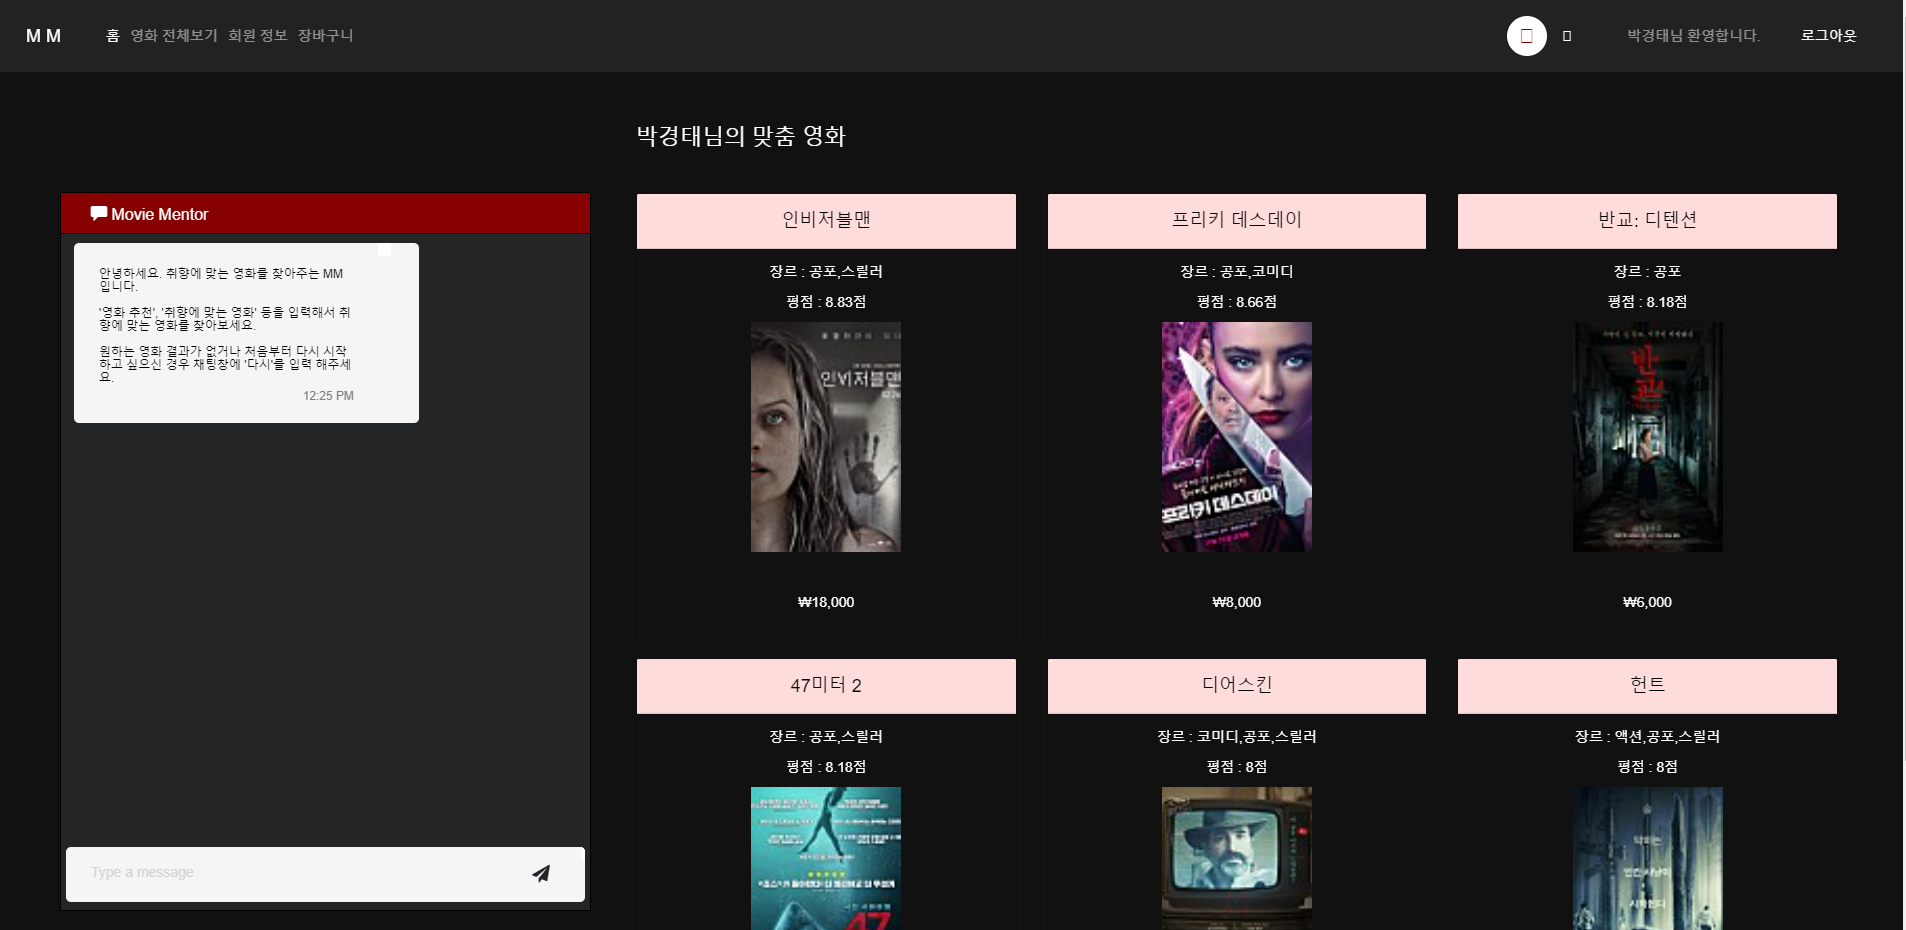 M M
홈 영화 전체보기 회원 정보 장바구니
박경태님 환영합니다. 로그아웃
박경태님의 맞춤 영화
Movie Mentor
안녕하세요. 취향에 맞는 영화를 찾아주는 MM
입니다.
'영화 추천', '취향에 맞는 영화' 등을 입력해서 취
향에 맞는 영화를 찾아보세요.
원하는 영화 결과가 없거나 처음부터 다시 시작
하고 싶으신 경우 채팅창에 '다시'를 입력 해주세
요.
12:25 PM
Type a message
인비저블맨
장르 : 공포,스릴러
평점 : 8.83점
인비저블맨
₩18,000
프리키 데스데이
장르 : 공포,코미디
평점 : 8.66점
프리키 데스데이
₩8,000
반교: 디텐션
장르 : 공포
평점 : 8.18점
반교
₩6,000
47미터 2
장르 : 공포,스릴러
평점 : 8.18점
47
디어스킨
장르 : 코미디,공포,스릴러
평점 : 8점
헌트
장르 : 액션,공포,스릴러
평점 : 8점